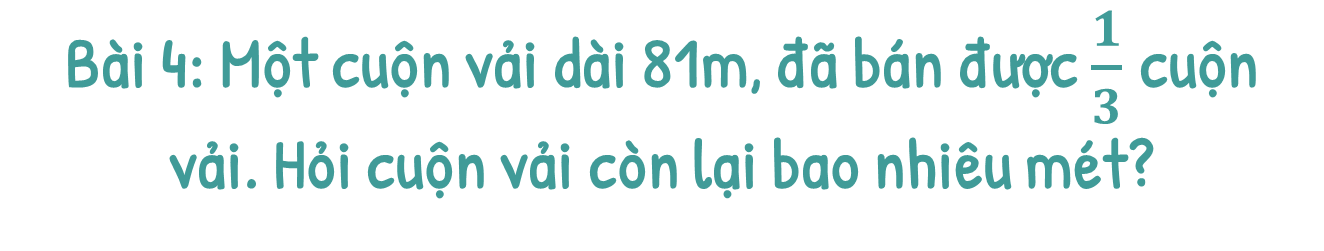 Bài 4: Một cuộn vải dài 81m, đã bán được 1/3 cuộn
vải. Hỏi cuộn vải còn lại bao nhiêu mét?